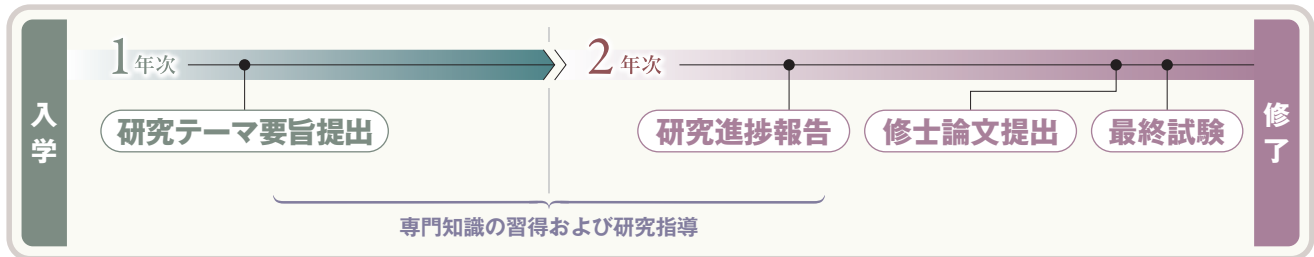 入学
1年次
2年次
研究テーマ要旨提出
研究進捗報告
修士論文提出
最終試験
修了
専門知識の習得および研究指導